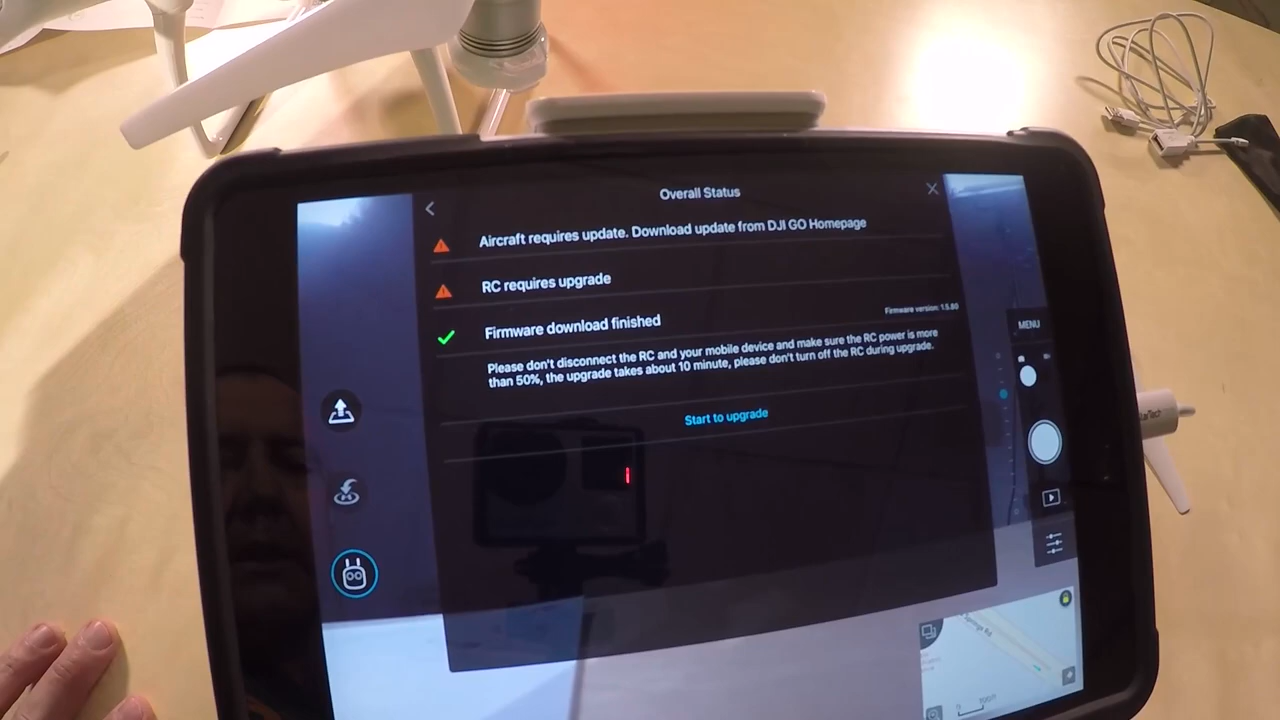 Overall Status
Aircraft requires update. Download update from DJI GO Homepage
RC requires upgrade
Firmware download finished
Firmware version: 1.5.80
Please don't disconnect the RC and your mobile device and make sure the RC power is more
than 50%, the upgrade takes about 10 minute, please don't turn off the RC during upgrade.
Start to upgrade
MENU